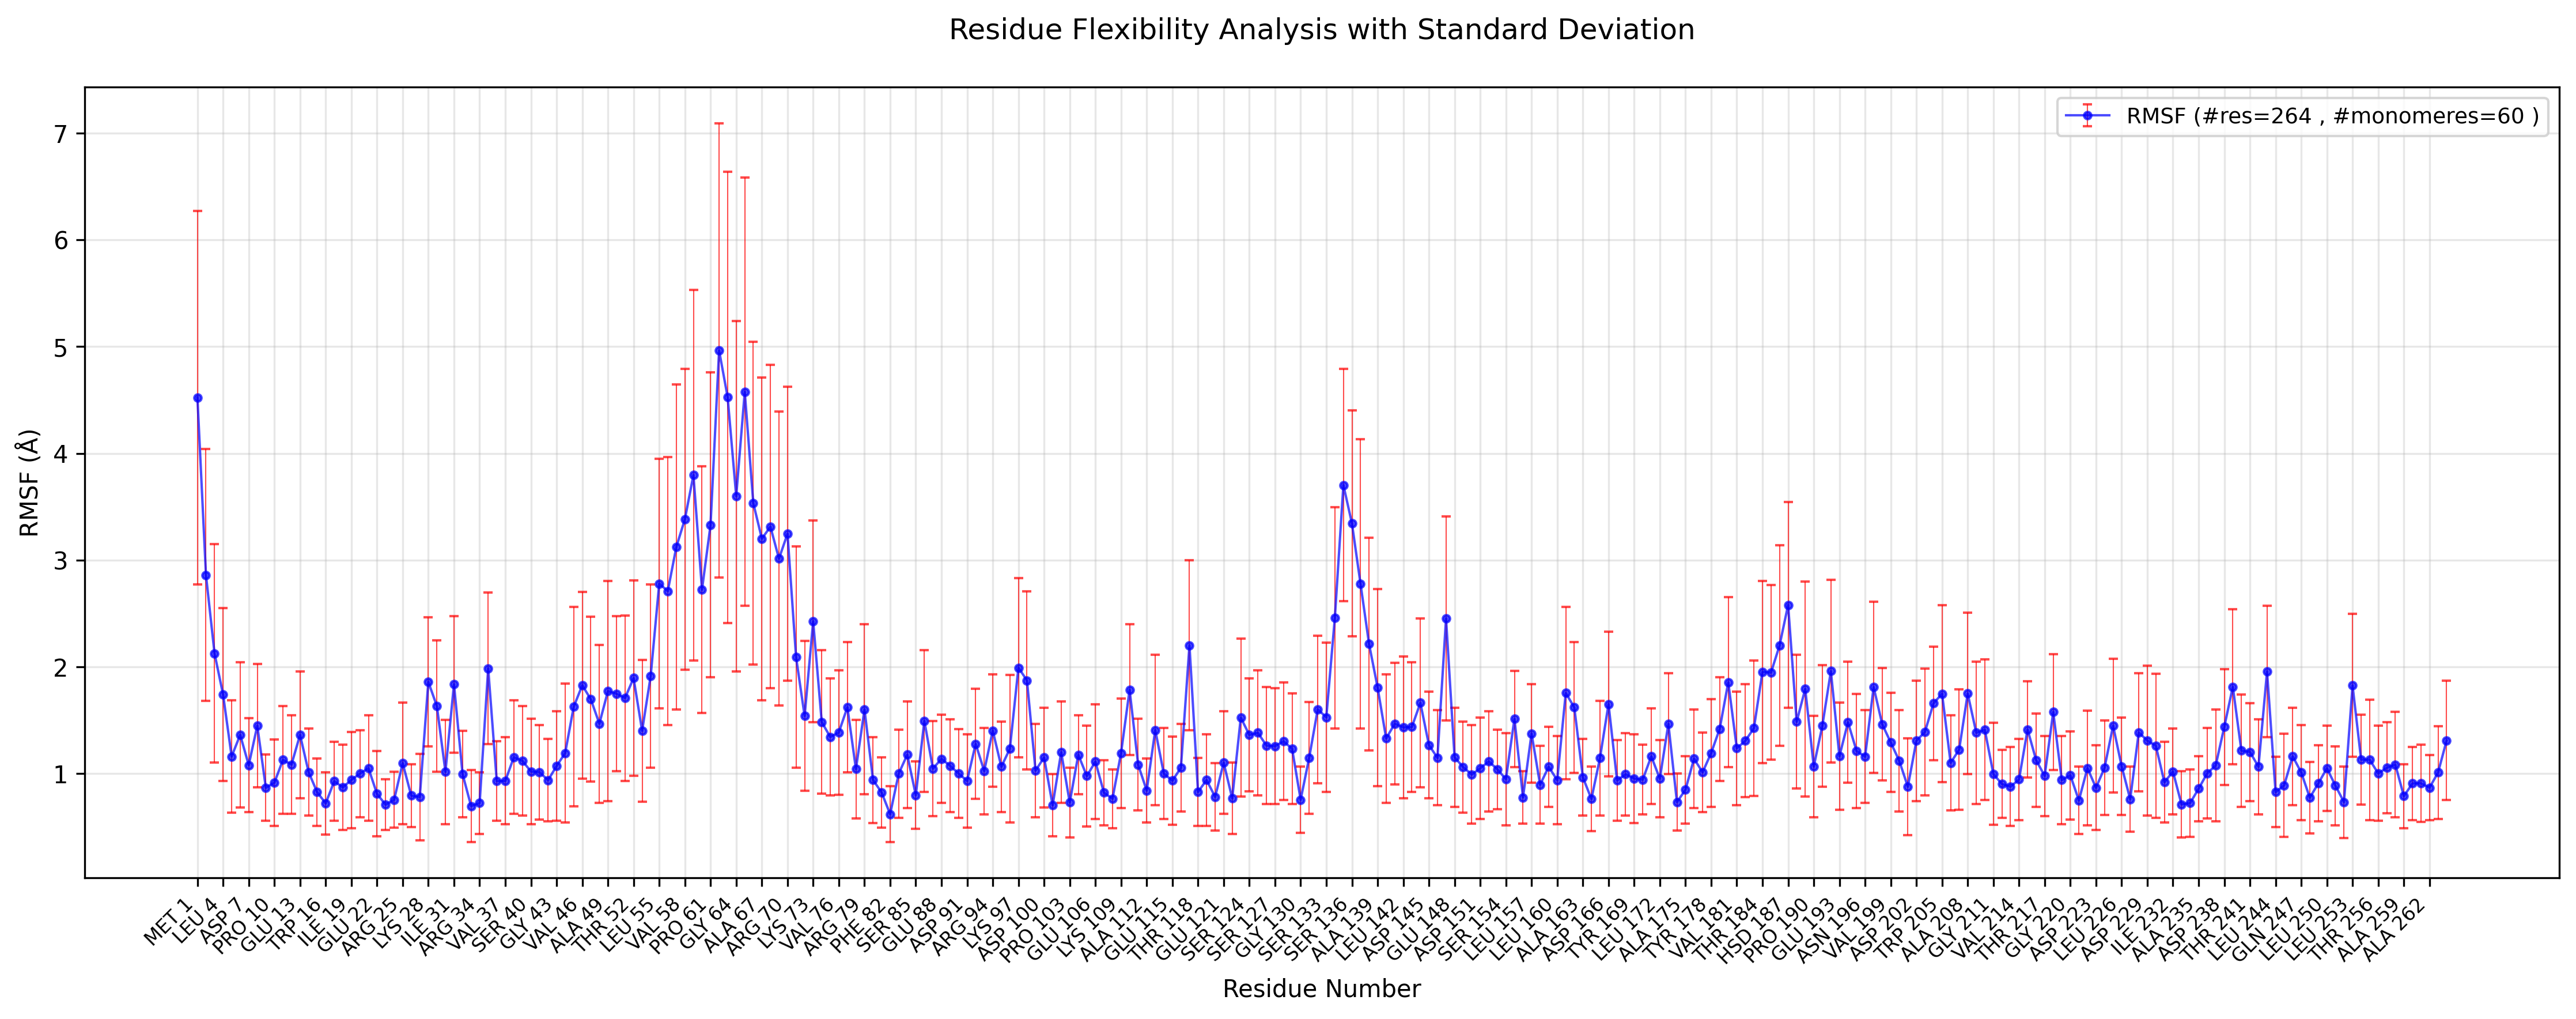 Residue Flexibility Analysis with Standard Deviation
RMSF (#res=264 , #monomeres=60 )
7
6
5
4
3
2
1
RMSF (Å)
MET 1
LEU 4
ASP 7
PRO 10
GLU 13
TRP 16
ILE 19
GLU 22
ARG 25
LYS 28
ILE 31
ARG 34
VAL 37
SER 40
GLY 43
VAL 46
ALA 49
THR 52
LEU 55
VAL 58
PRO 61
GLY 64
ALA 67
ARG 70
LYS 73
VAL 76
ARG 79
PHE 82
SER 85
GLU 88
ASP 91
ARG 94
LYS 97
ASP 100
PRO 103
GLU 106
LYS 109
ALA 112
GLU 115
THR 118
GLU 121
SER 124
SER 127
GLY 130
SER 133
SER 136
ALA 139
LEU 142
ASP 145
GLU 148
ASP 151
SER 154
LEU 157
LEU 160
ALA 163
ASP 166
TYR 169
LEU 172
ALA 175
TYR 178
VAL 181
THR 184
HSD 187
PRO 190
GLU 193
ASN 196
VAL 199
ASP 202
TRP 205
ALA 208
GLY 211
VAL 214
THR 217
GLY 220
ASP 223
LEU 226
ASP 229
ILE 232
ALA 235
ASP 238
THR 241
LEU 244
GLN 247
LEU 250
LEU 253
THR 256
ALA 259
ALA 262
Residue Number